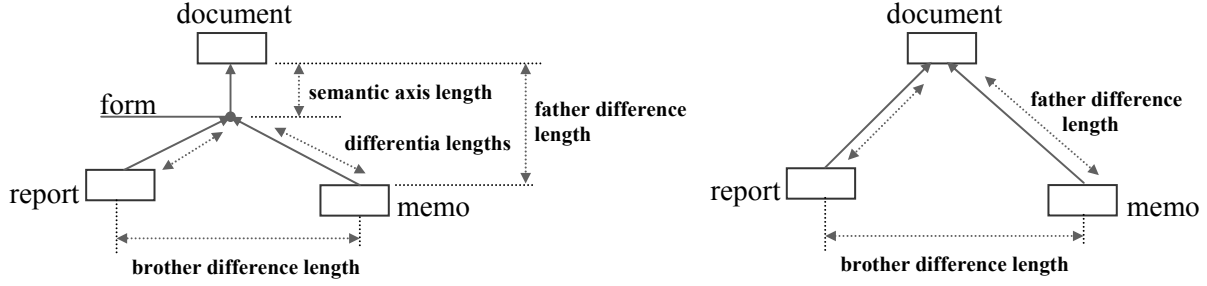 document
semantic axis length
form
father difference
length
differentia lengths
report
memo
brother difference length
document
father difference
length
report
memo
brother difference length